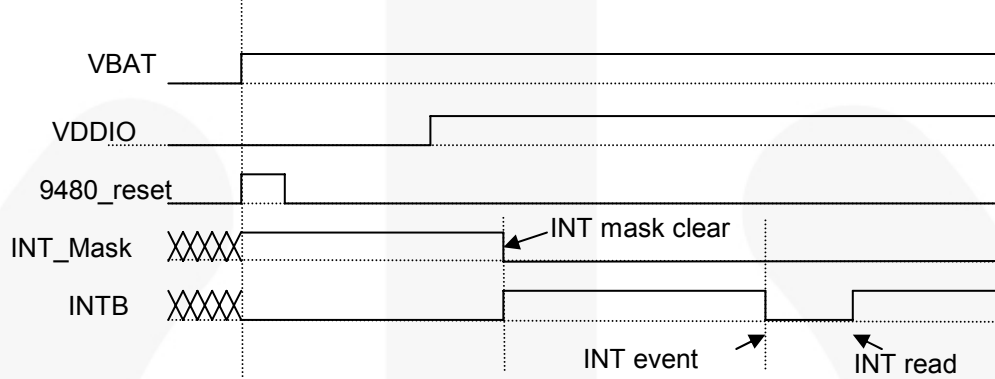 VBAT
VDDIO
9480_reset
INT_Mask
INT mask clear
INTB
INT event
INT read